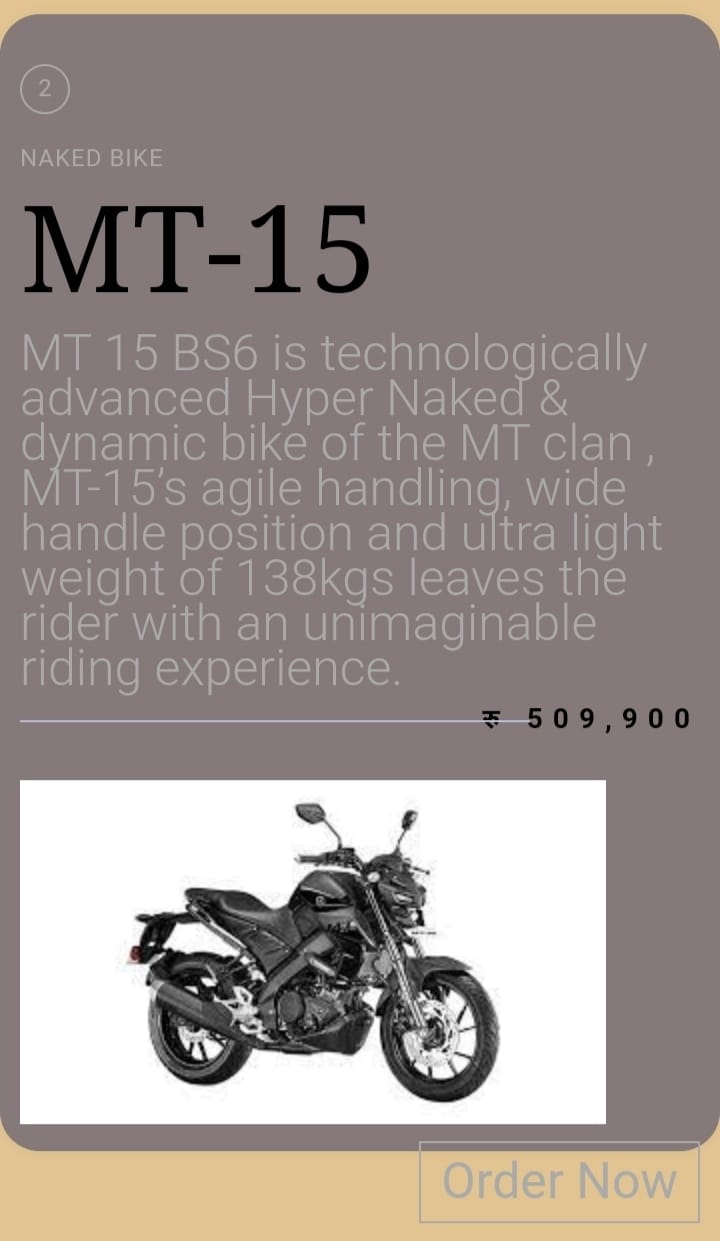 2
NAKED BIKE
MT-15
MT 15 BS6 is technologically
advanced Hyper Naked &
dynamic bike of the MT clan ,
MT-15’s agile handling, wide
handle position and ultra light
weight of 138kgs leaves the
rider with an unimaginable
riding experience.
रु 509,900
Order Now